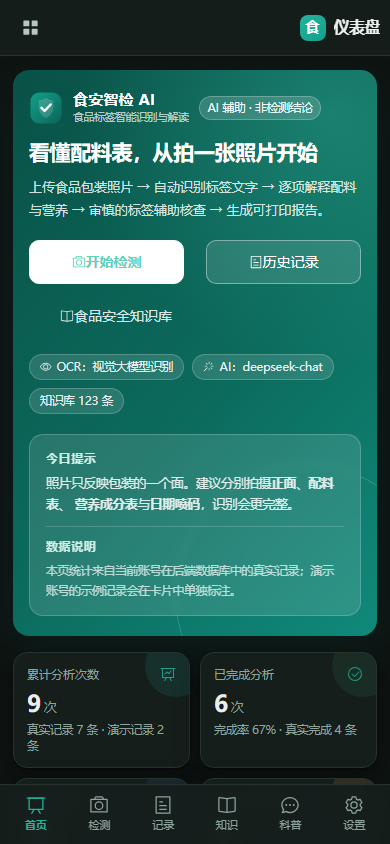 食 仪表盘
食安智检 AI
食品标签智能识别与解读
AI 辅助 · 非检测结论
看懂配料表，从拍一张照片开始
上传食品包装照片 → 自动识别标签文字 → 逐项解释配料
与营养 → 审慎的标签辅助核查 → 生成可打印报告。
开始检测
历史记录
食品安全知识库
OCR：视觉大模型识别
AI：deepseek-chat
知识库 123 条
今日提示
照片只反映包装的一个面。建议分别拍摄正面、配料
表、 营养成分表与日期喷码，识别会更完整。
数据说明
本页统计来自当前账号在后端数据库中的真实记录；演示
账号的示例记录会在卡片中单独标注。
累计分析次数
9 次
真实记录 7 条 · 演示记录 2
条
已完成分析
6 次
完成率 67% · 真实完成 4 条
首页
检测
记录
知识
科普
设置